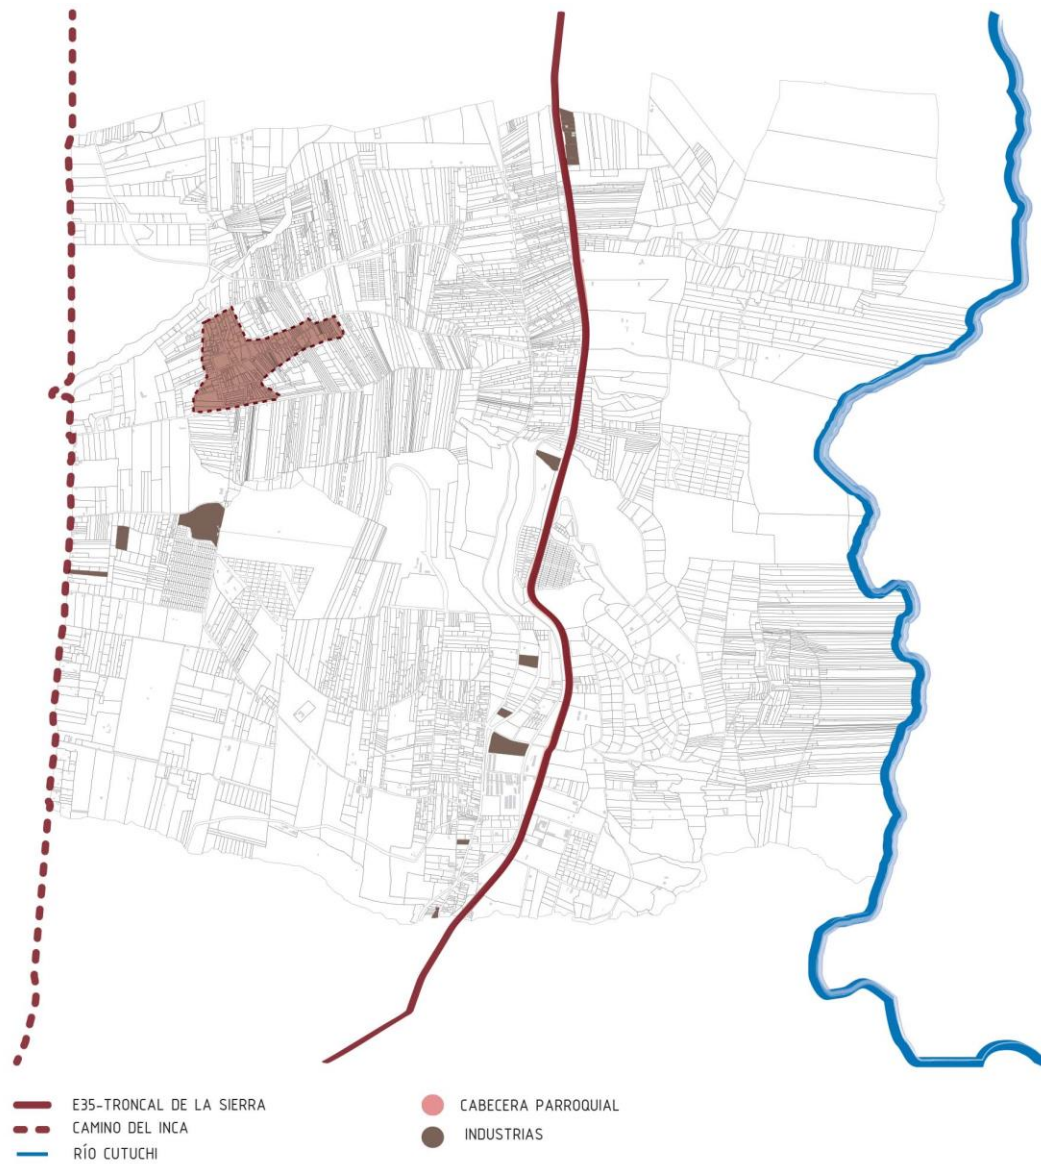 E35-TRONCAL DE LA SIERRA
CAMINO DEL INCA
RÍO CUTUCHI
CABECERA PARROQUIAL
INDUSTRIAS